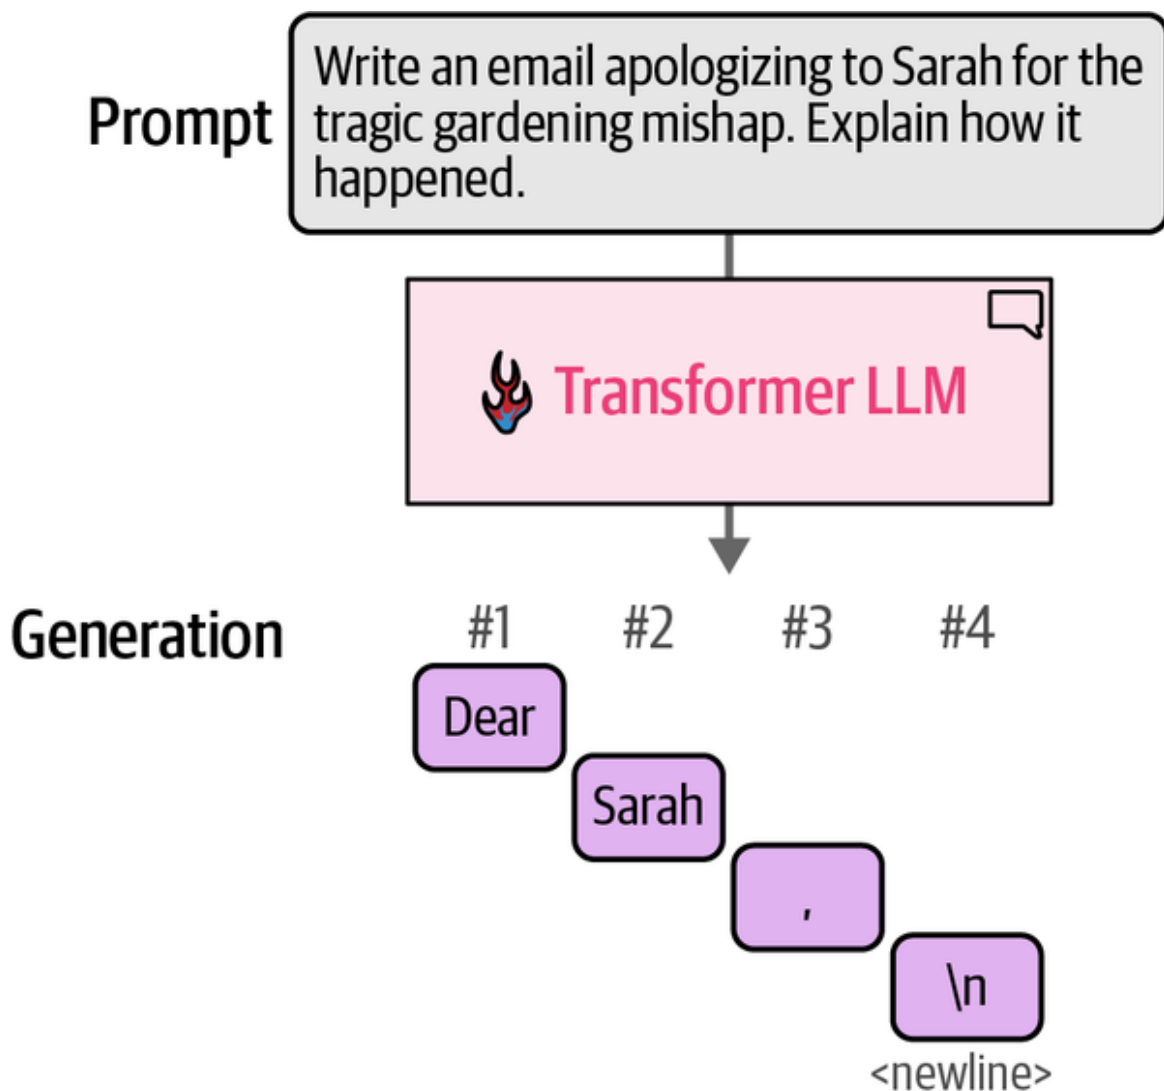 Write an email apologizing to Sarah for the
Prompt
tragic gardening mishap. Explain how it
happened.
Transformer LLM
Generation
#1 #2 #3 #4
Dear
Sarah
,
\n
<newline>